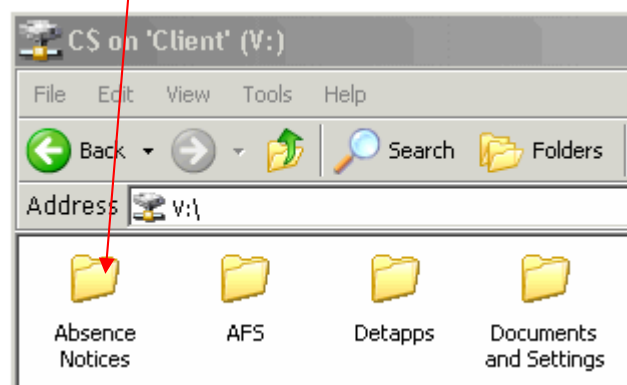 C$ on 'Client' (V:)
File Edit View Tools Help
Back Search Folders
Address V:\
Absence Notices AFS Detapps Documents and Settings